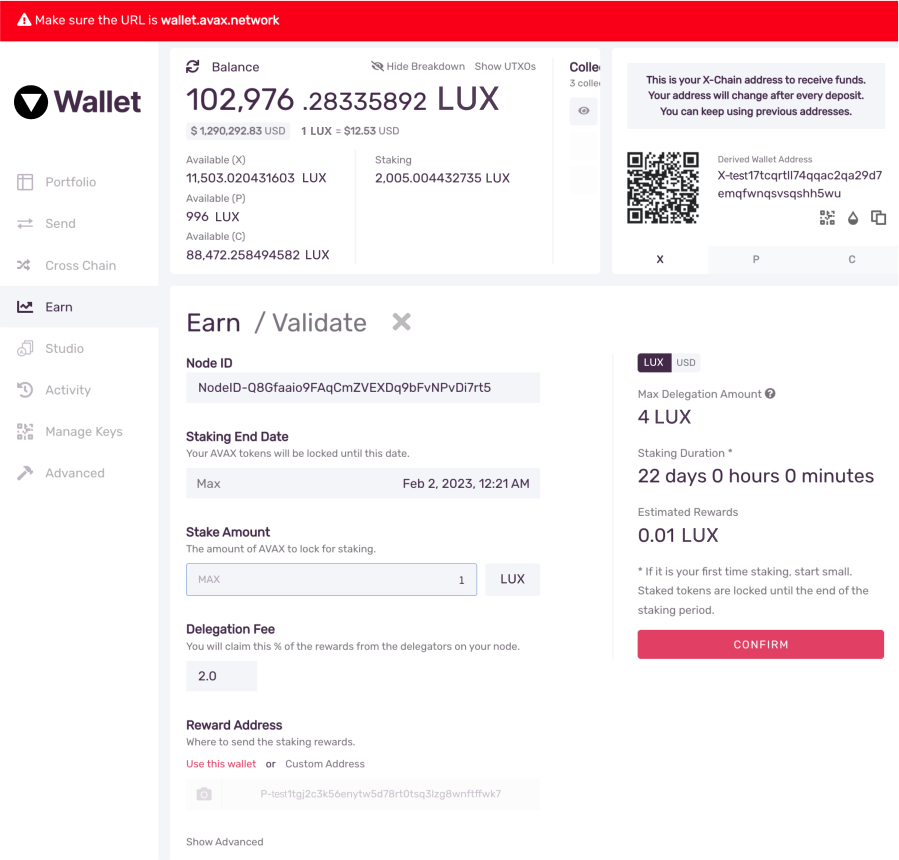 Make sure the URL is wallet.avax.network
Wallet
Portfolio
Send
Cross Chain
Earn
Studio
Activity
Manage Keys
Advanced
Balance
Hide Breakdown Show UTXOs
102,976 .28335892 LUX
$ 1,290,292.83 USD 1 LUX = $12.53 USD
Available (X)
11,503.020431603 LUX
Available (P)
996 LUX
Available (C)
88,472.258494582 LUX
Staking
2,005.004432735 LUX
Colle
3 collec
This is your X-Chain address to receive funds.
Your address will change after every deposit.
You can keep using previous addresses.
Derived Wallet Address
X-test17tcqrtll74qqac2qa29d7
emqfwnqsvsqshh5wu
X P C
Earn / Validate
Node ID
NodeID-Q8Gfaaio9FAqCmZVEXDq9bFvNPvDi7rt5
Staking End Date
Your AVAX tokens will be locked until this date.
Max Feb 2, 2023, 12:21 AM
Stake Amount
The amount of AVAX to lock for staking.
MAX 1 LUX
Delegation Fee
You will claim this % of the rewards from the delegators on your node.
2.0
Reward Address
Where to send the staking rewards.
Use this wallet or Custom Address
P-test1tgj2c3k56enytw5d78rt0tsq3lzg8wnftffwk7
Show Advanced
LUX USD
Max Delegation Amount
4 LUX
Staking Duration *
22 days 0 hours 0 minutes
Estimated Rewards
0.01 LUX
* If it is your first time staking, start small.
Staked tokens are locked until the end of the
staking period.
CONFIRM